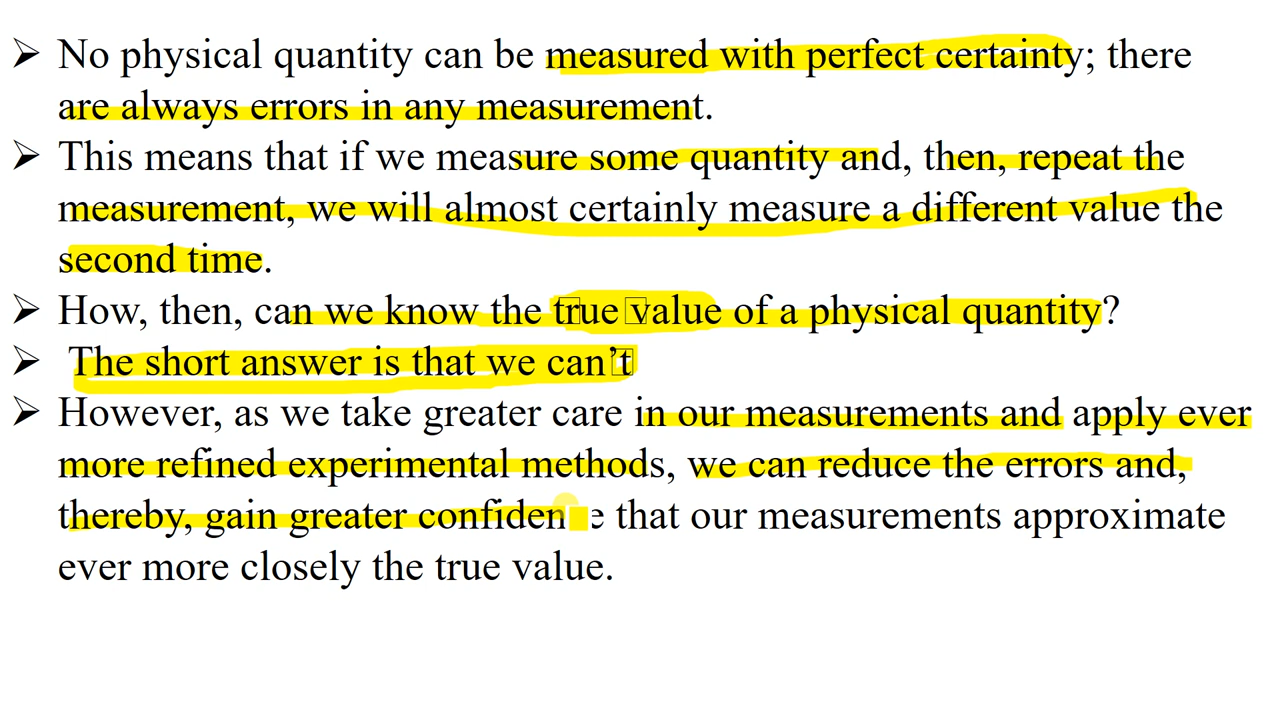 ➢ No physical quantity can be measured with perfect certainty; there
are always errors in any measurement.
➢ This means that if we measure some quantity and, then, repeat the
measurement, we will almost certainly measure a different value the
second time.
➢ How, then, can we know the true value of a physical quantity?
➢ The short answer is that we can’t
➢ However, as we take greater care in our measurements and apply ever
more refined experimental methods, we can reduce the errors and,
thereby, gain greater confiden e that our measurements approximate
ever more closely the true value.